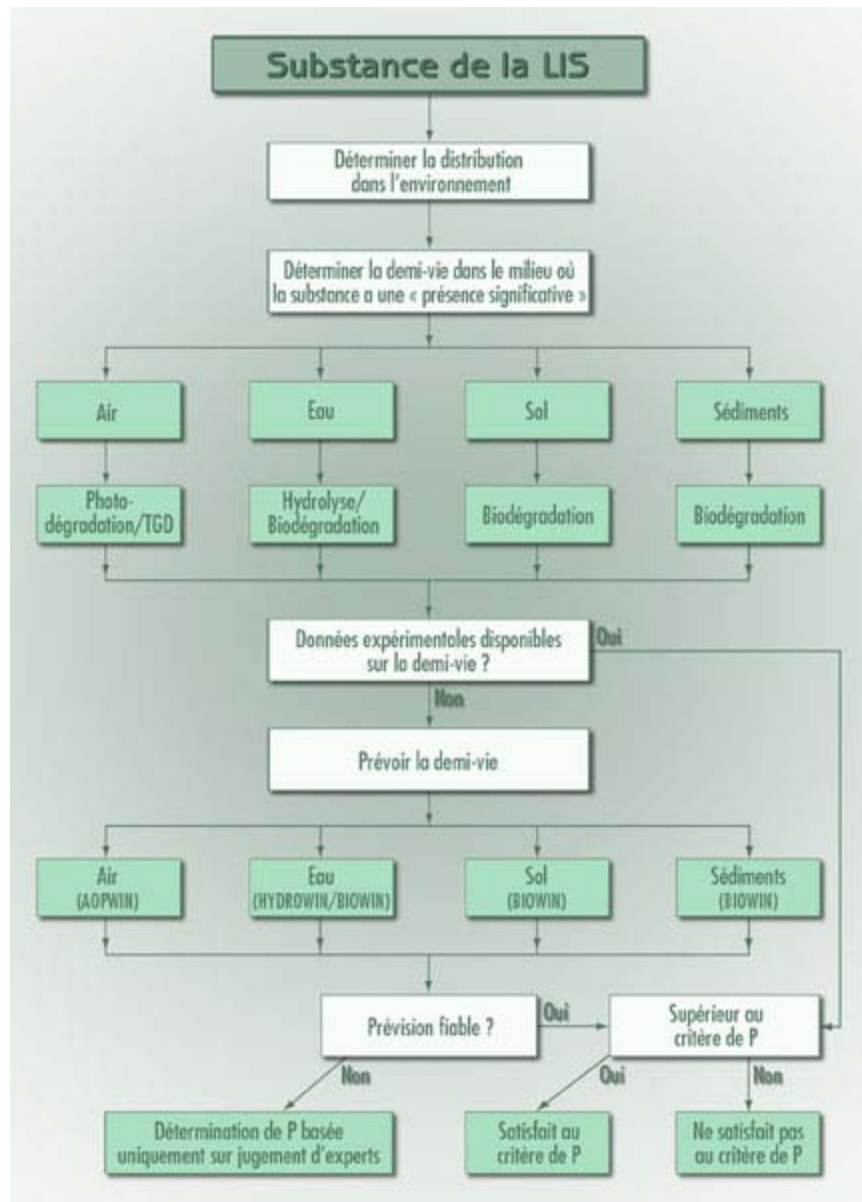 Substance de la LIS
Déterminer la distribution
dans l'environnement
Déterminer la demi-vie dans le milieu où
la substance a une « présence significative »
Air
Eau
Sol
Sédiments
Photo-
dégradation/TGD
Hydrolyse/
Biodégradation
Biodégradation
Biodégradation
Données expérimentales disponibles
sur la demi-vie ?
Oui
Non
Prévoir la demi-vie
Air
(AOPWIN)
Eau
(HYDROWIN/BIOWIN)
Sol
(BIOWIN)
Sédiments
(BIOWIN)
Prévision fiable ?
Oui
Supérieur au
critère de P
Non
Oui
Non
Détermination de P basée
uniquement sur jugement d'experts
Satisfait au
critère de P
Ne satisfait pas
au critère de P